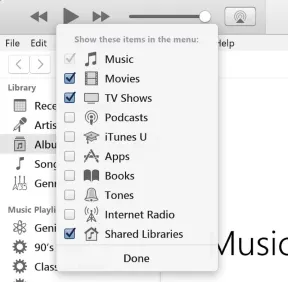 File Edit
Help
Show these items in the menu:
Music
Movies
TV Shows
Podcasts
iTunes U
Apps
Books
Tones
Internet Radio
Shared Libraries
Done
Library
Rece
Artis
Albu
Song
Genr
Music Playli
Geni
90's
Class
Music